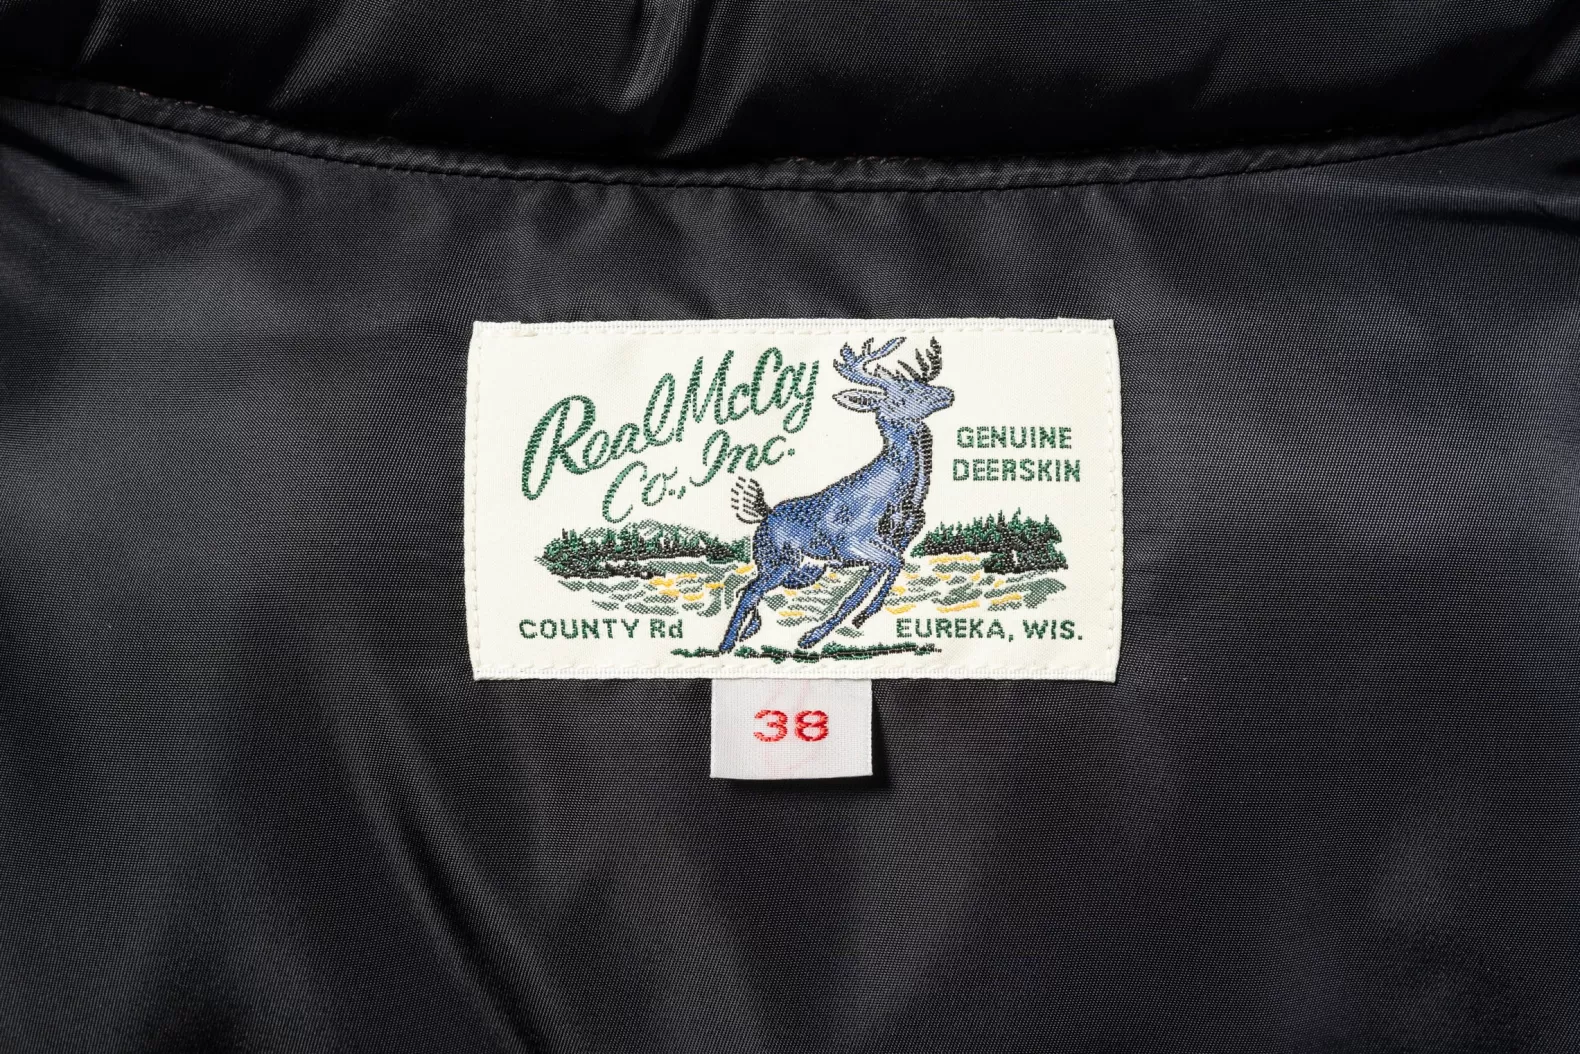 Real McCoy
Co., Inc.
GENUINE
DEERSKIN
COUNTY Rd
EUREKA, WIS.
38